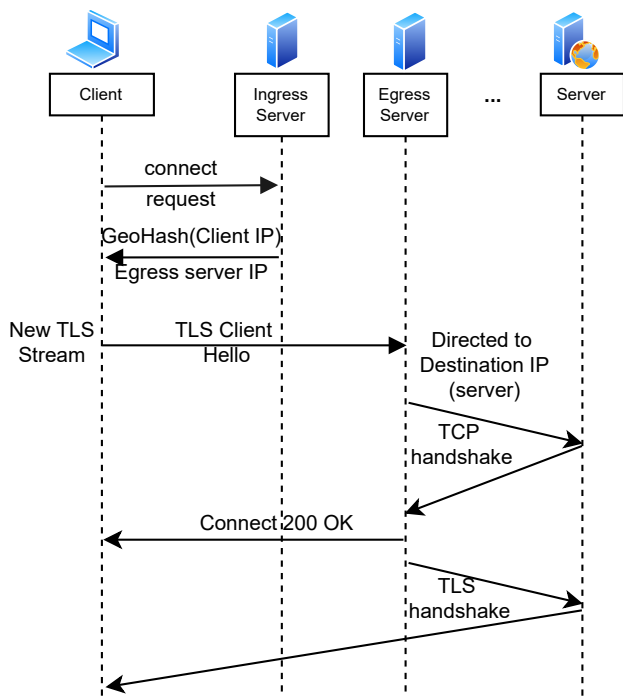 Client
Ingress
Server
Egress
Server
...
Server
connect
request
GeoHash(Client IP)
Egress server IP
New TLS
Stream
TLS Client
Hello
Directed to
Destination IP
(server)
TCP
handshake
Connect 200 OK
TLS
handshake